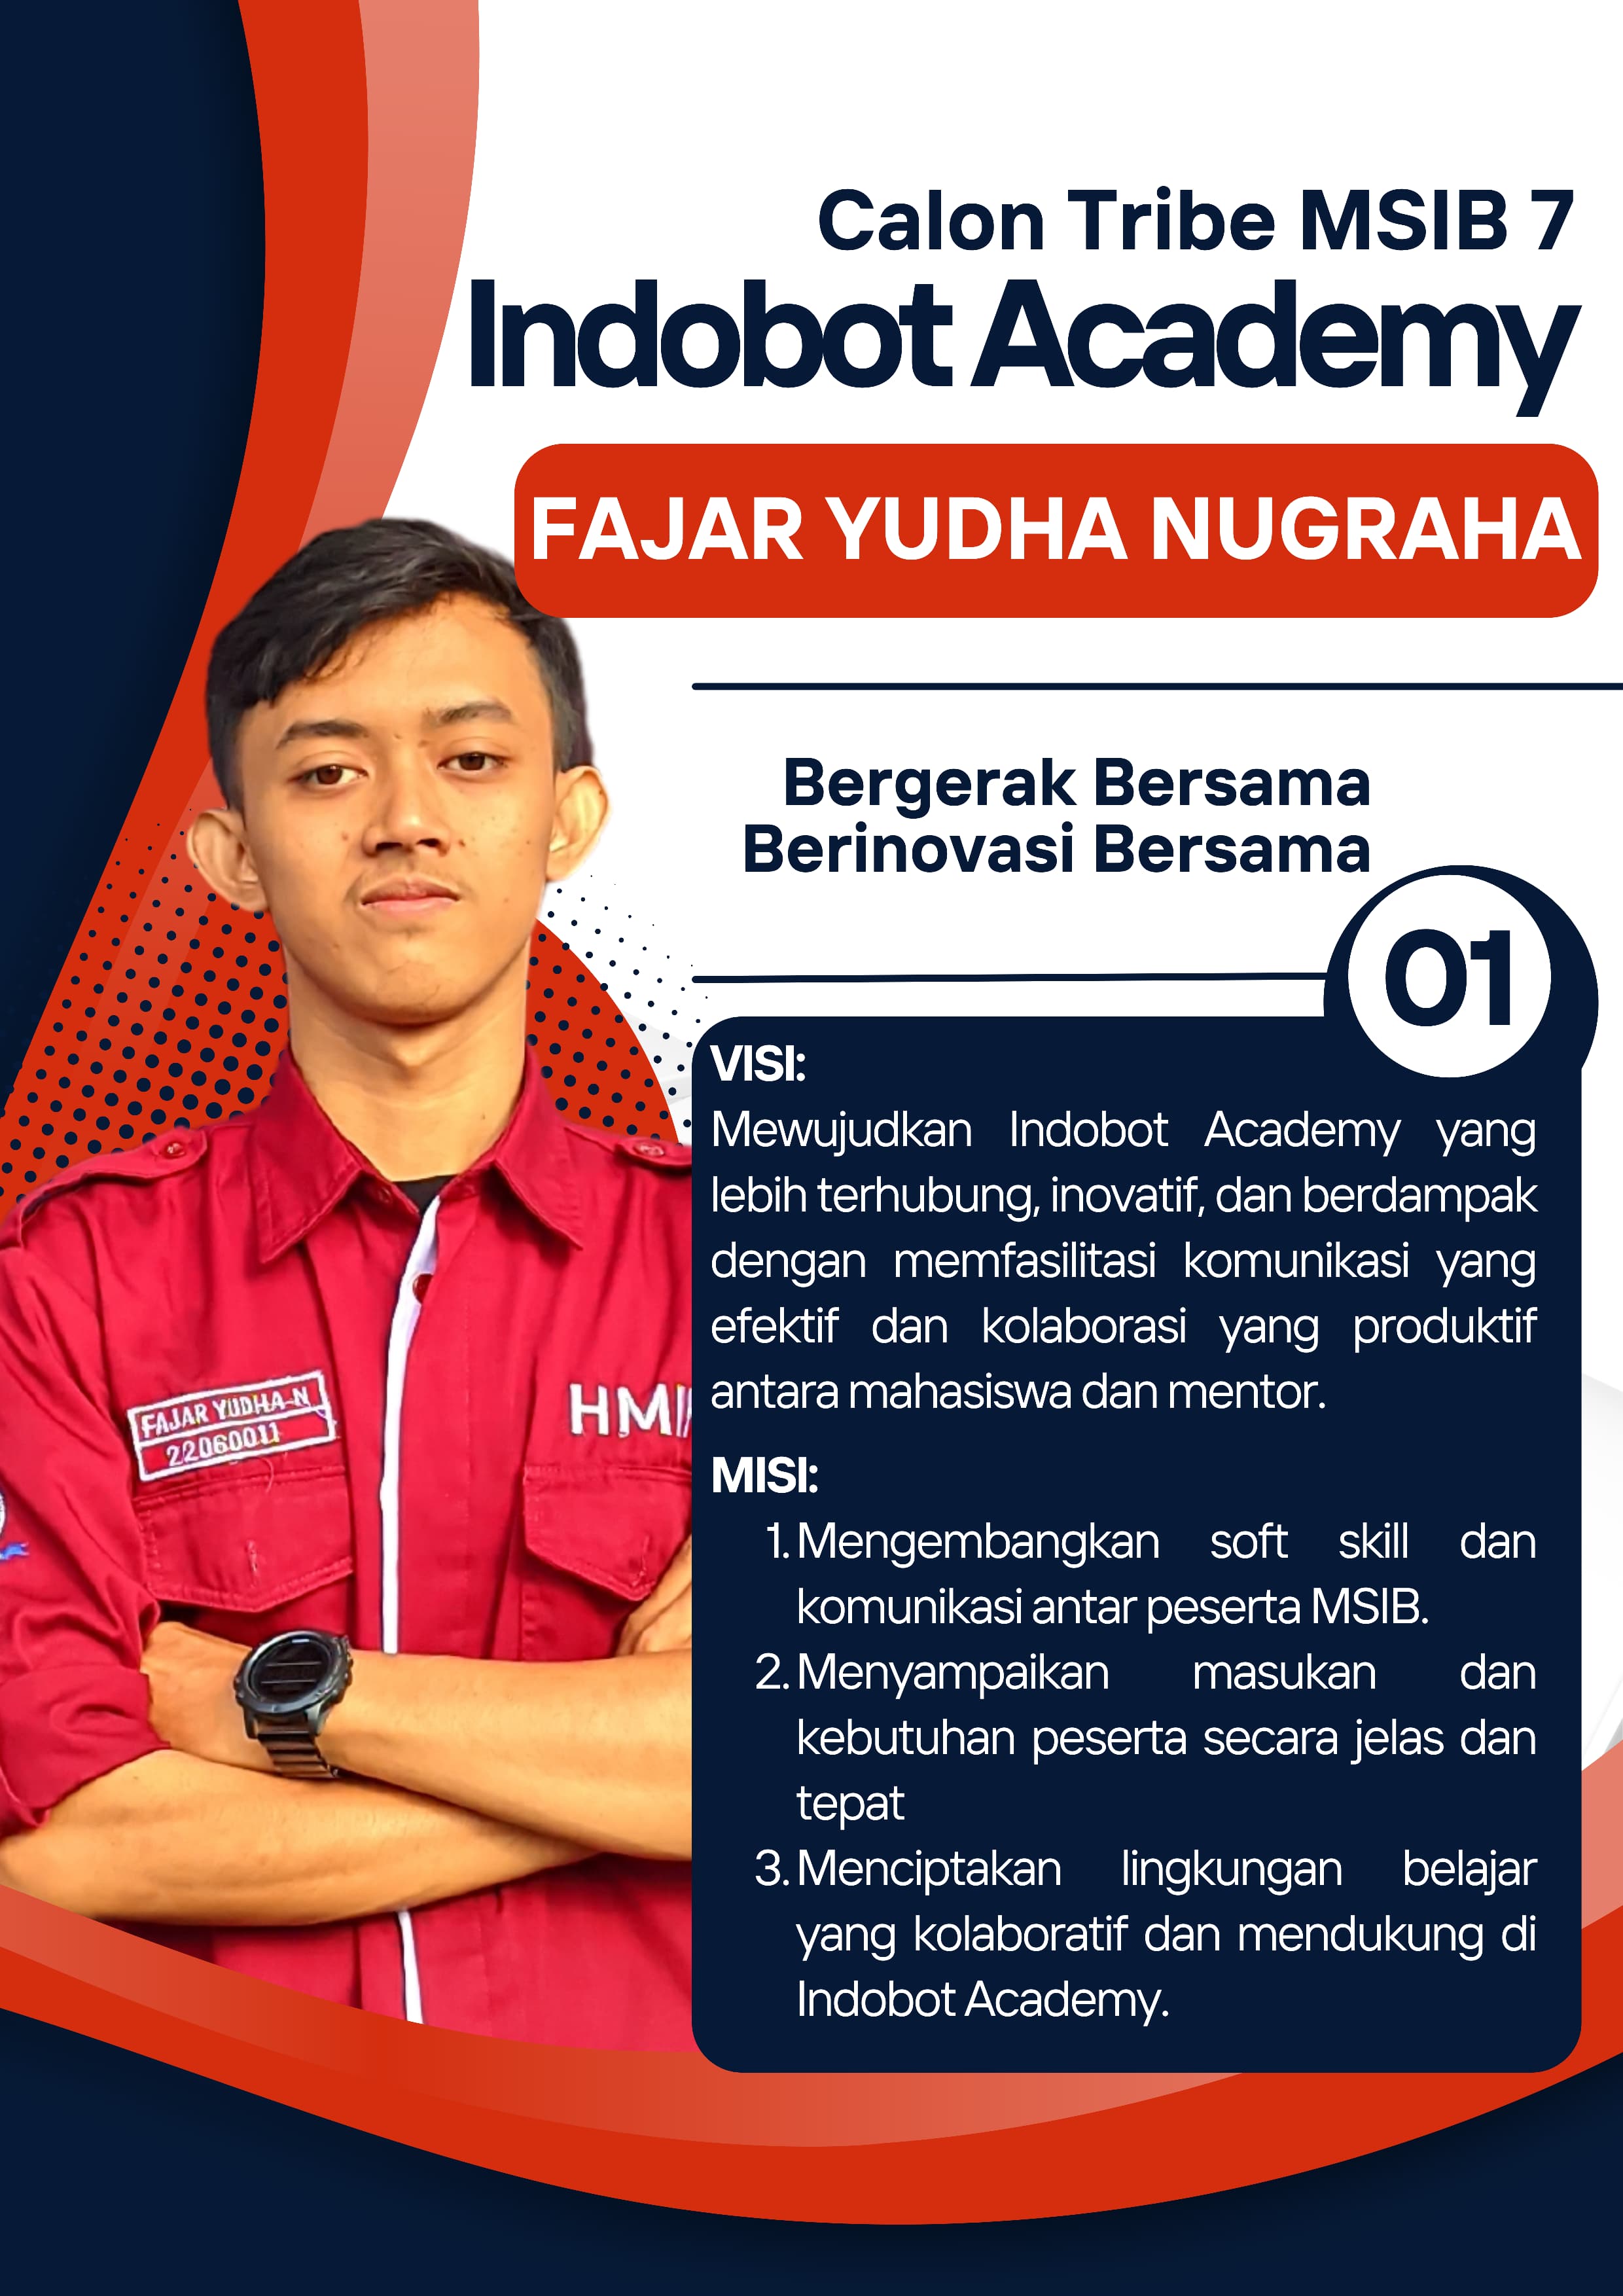 Calon Tribe MSIB 7
Indobot Academy
FAJAR YUDHA NUGRAHA
Bergerak Bersama
Berinovasi Bersama
01
VISI:
Mewujudkan Indobot Academy yang
lebih terhubung, inovatif, dan berdampak
dengan memfasilitasi komunikasi yang
efektif dan kolaborasi yang produktif
antara mahasiswa dan mentor.
MISI:
1. Mengembangkan soft skill dan
komunikasi antar peserta MSIB.
2. Menyampaikan masukan dan
kebutuhan peserta secara jelas dan
tepat
3. Menciptakan lingkungan belajar
yang kolaboratif dan mendukung di
Indobot Academy.
FAJAR YUDHA-N
22060011